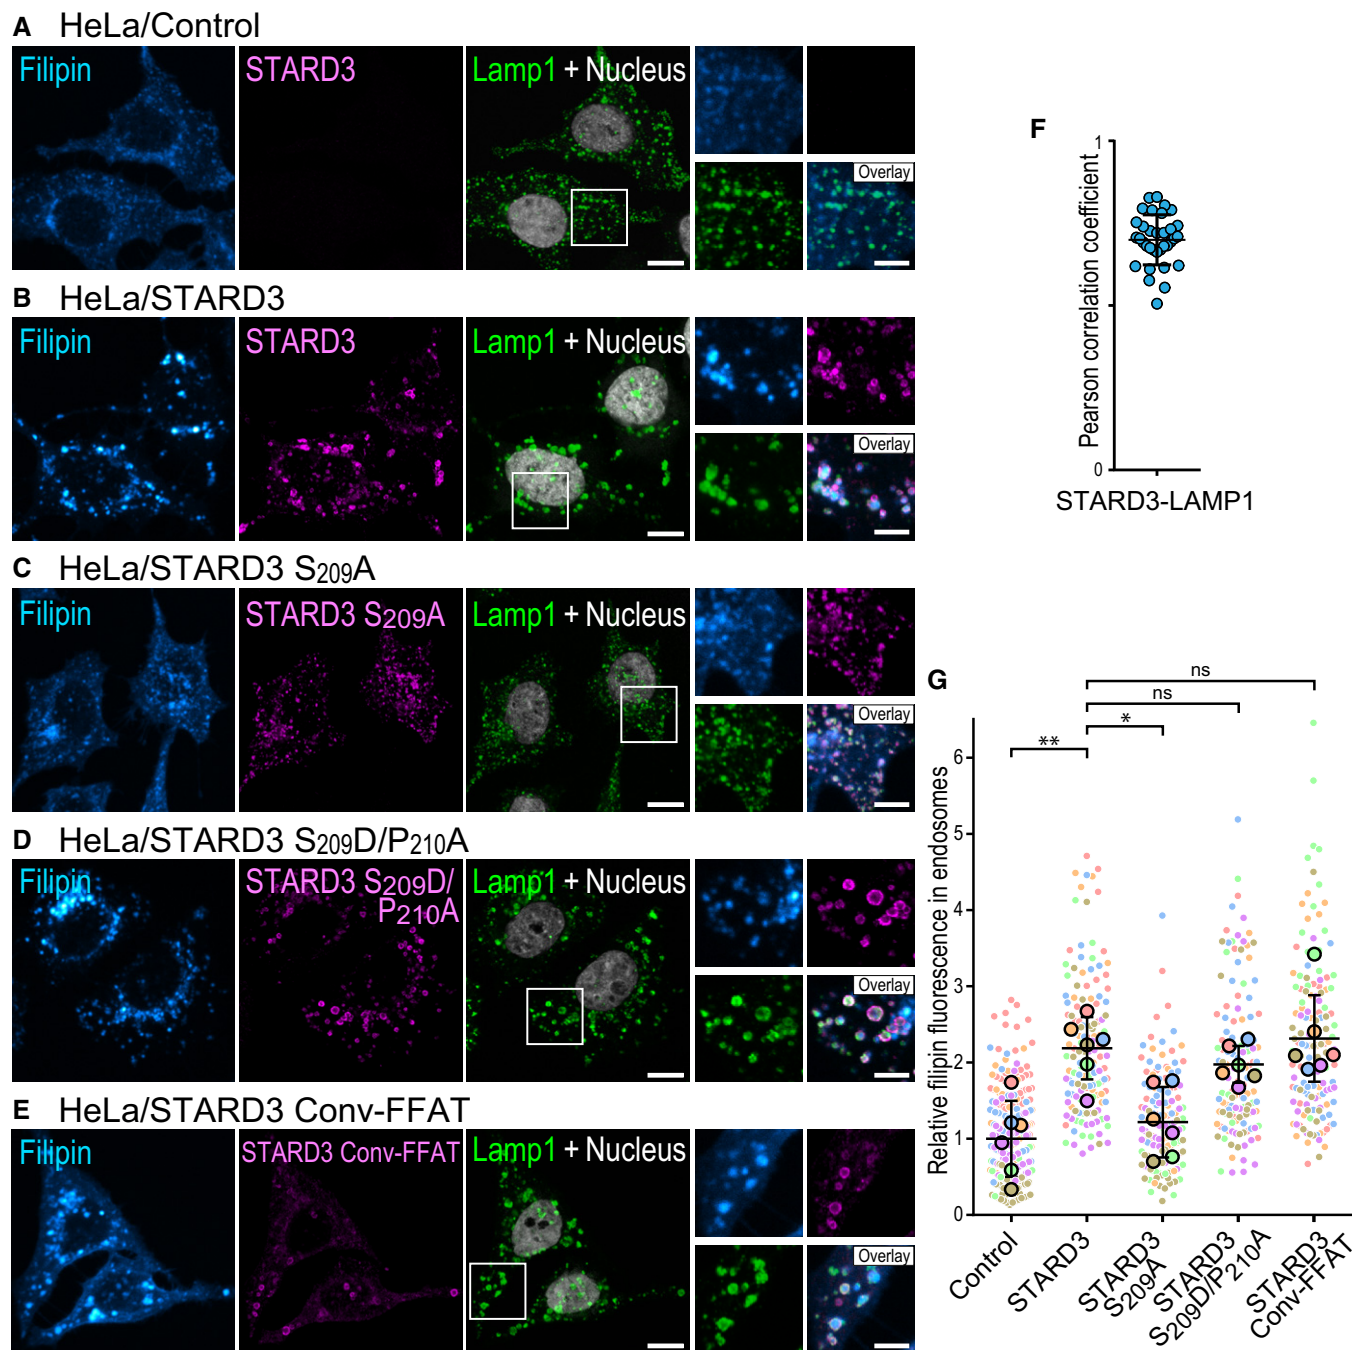 A HeLa/Control
Filipin
STARD3
Lamp1 + Nucleus
Overlay
B HeLa/STARD3
Filipin
STARD3
Lamp1 + Nucleus
Overlay
C HeLa/STARD3 S209A
Filipin
STARD3 S209A
Lamp1 + Nucleus
Overlay
D HeLa/STARD3 S209D/P210A
Filipin
STARD3 S209D/
P210A
Lamp1 + Nucleus
Overlay
E HeLa/STARD3 Conv-FFAT
Filipin
STARD3 Conv-FFAT
Lamp1 + Nucleus
Overlay
F
Pearson correlation coefficient
1
0
STARD3-LAMP1
G
ns
ns
*
**
Relative filipin fluorescence in endosomes
6
5
4
3
2
1
0
Control
STARD3
STARD3
S209A
STARD3
S209D/P210A
STARD3
Conv-FFAT